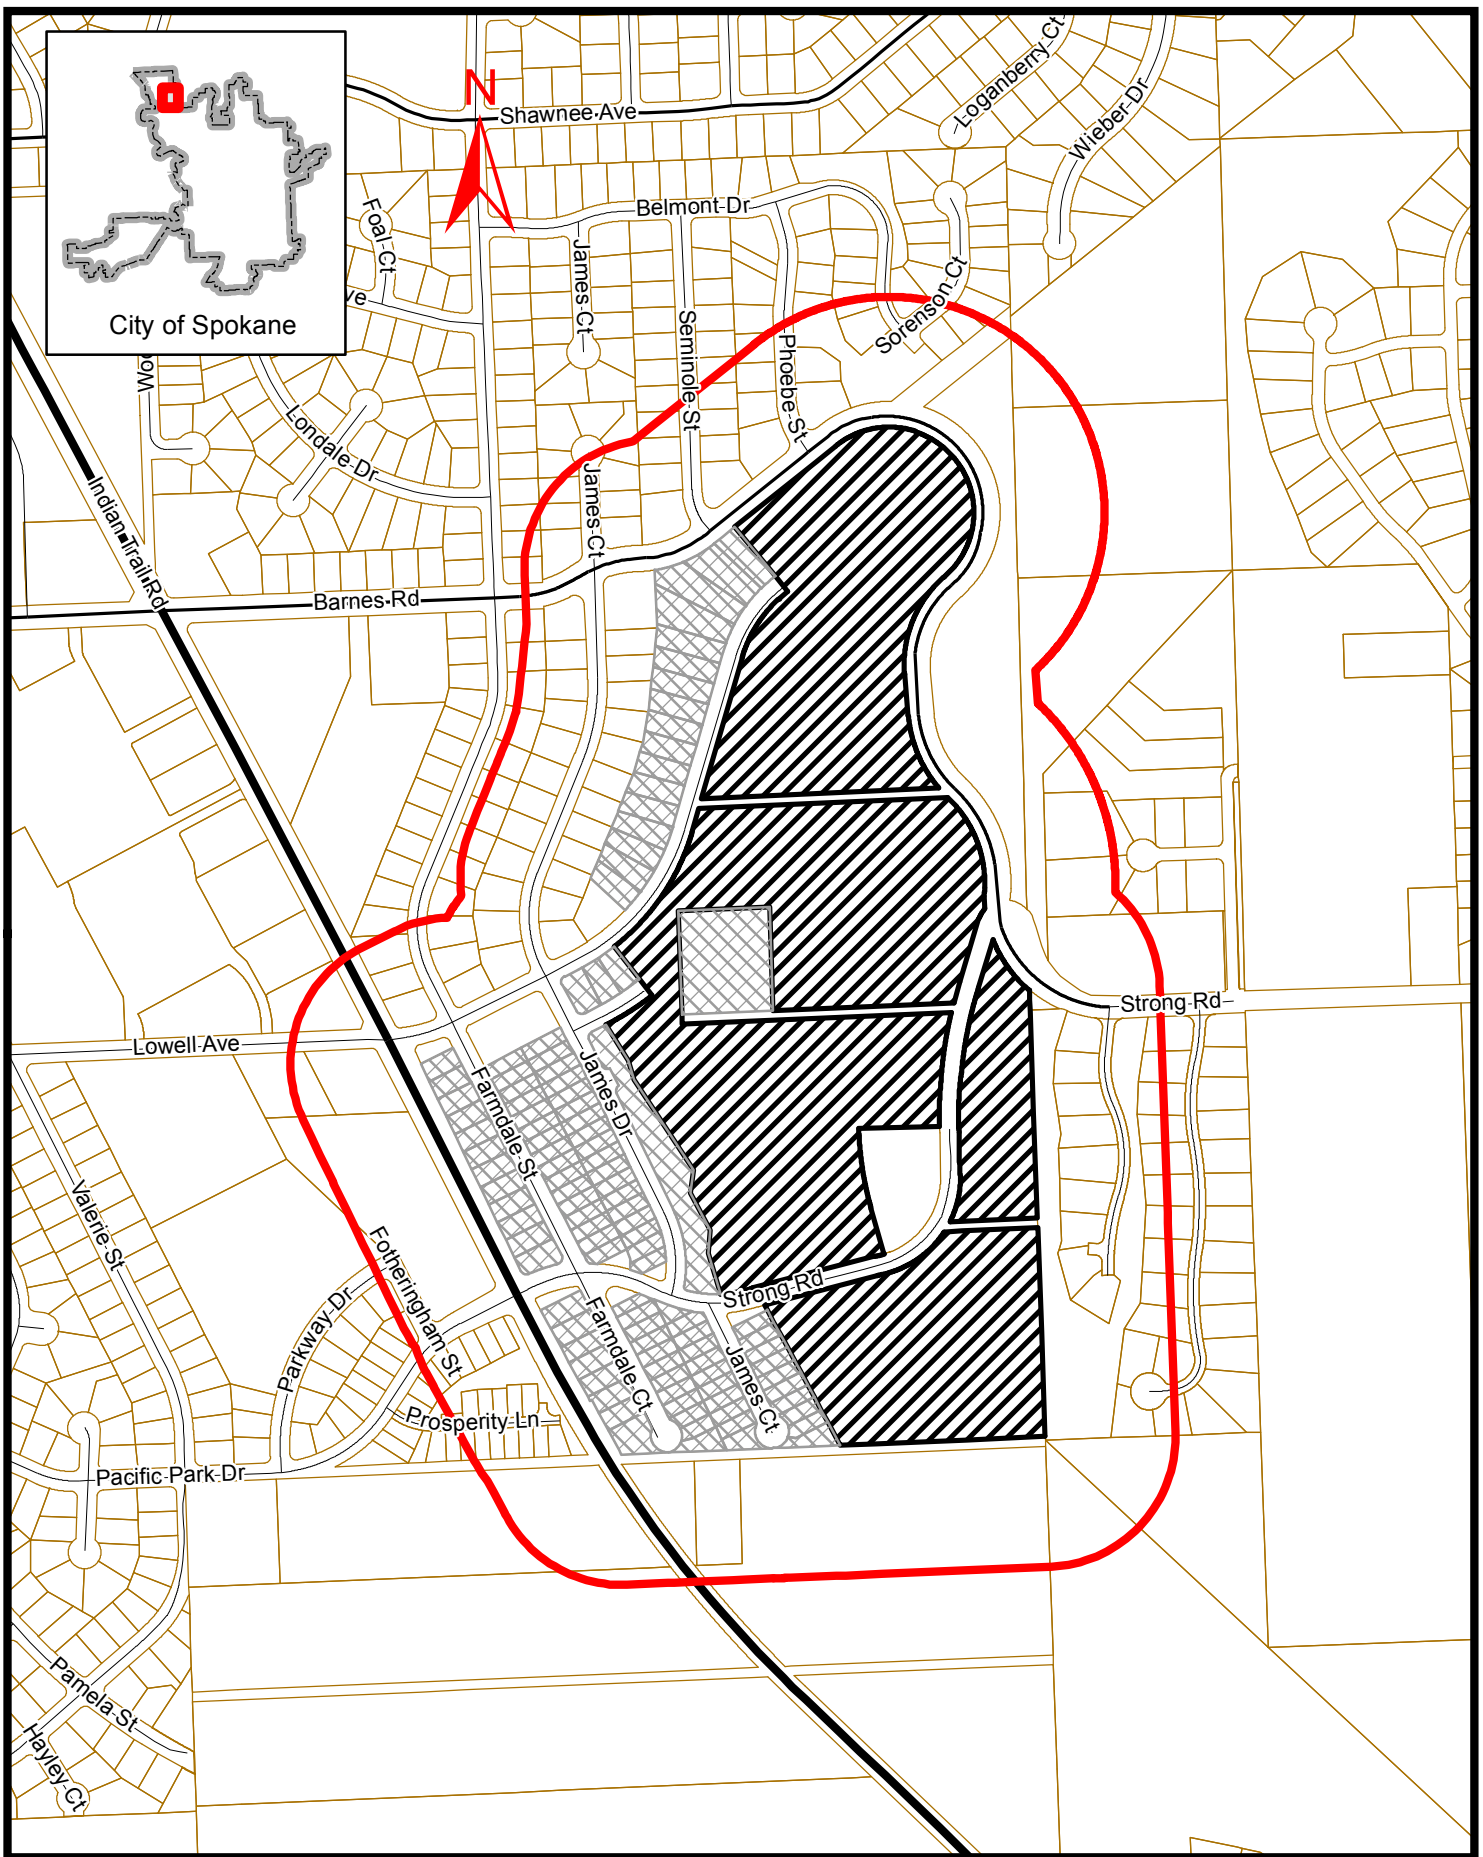 N
Shawnee Ave
Loganberry Ct
Wieber Dr
Belmont Dr
Foal Ct
James Ct
ve
City of Spokane
Sorenson Ct
Seminole St
Phoebe St
Woo
Londale Dr
James Ct
Indian Trail Rd
Barnes Rd
Strong Rd
Lowell Ave
Farmdale St
James Dr
Valerie St
Fotheringham St
Parkway Dr
Strong Rd
Farmdale Ct
James Ct
Prosperity Ln
Pacific Park Dr
Pamela St
Hayley Ct